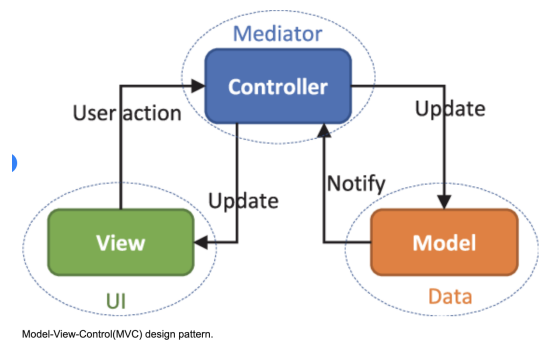 Mediator
Controller
User action
Update
Update
Notify
View
Model
UI
Data
Model-View-Control(MVC) design pattern.